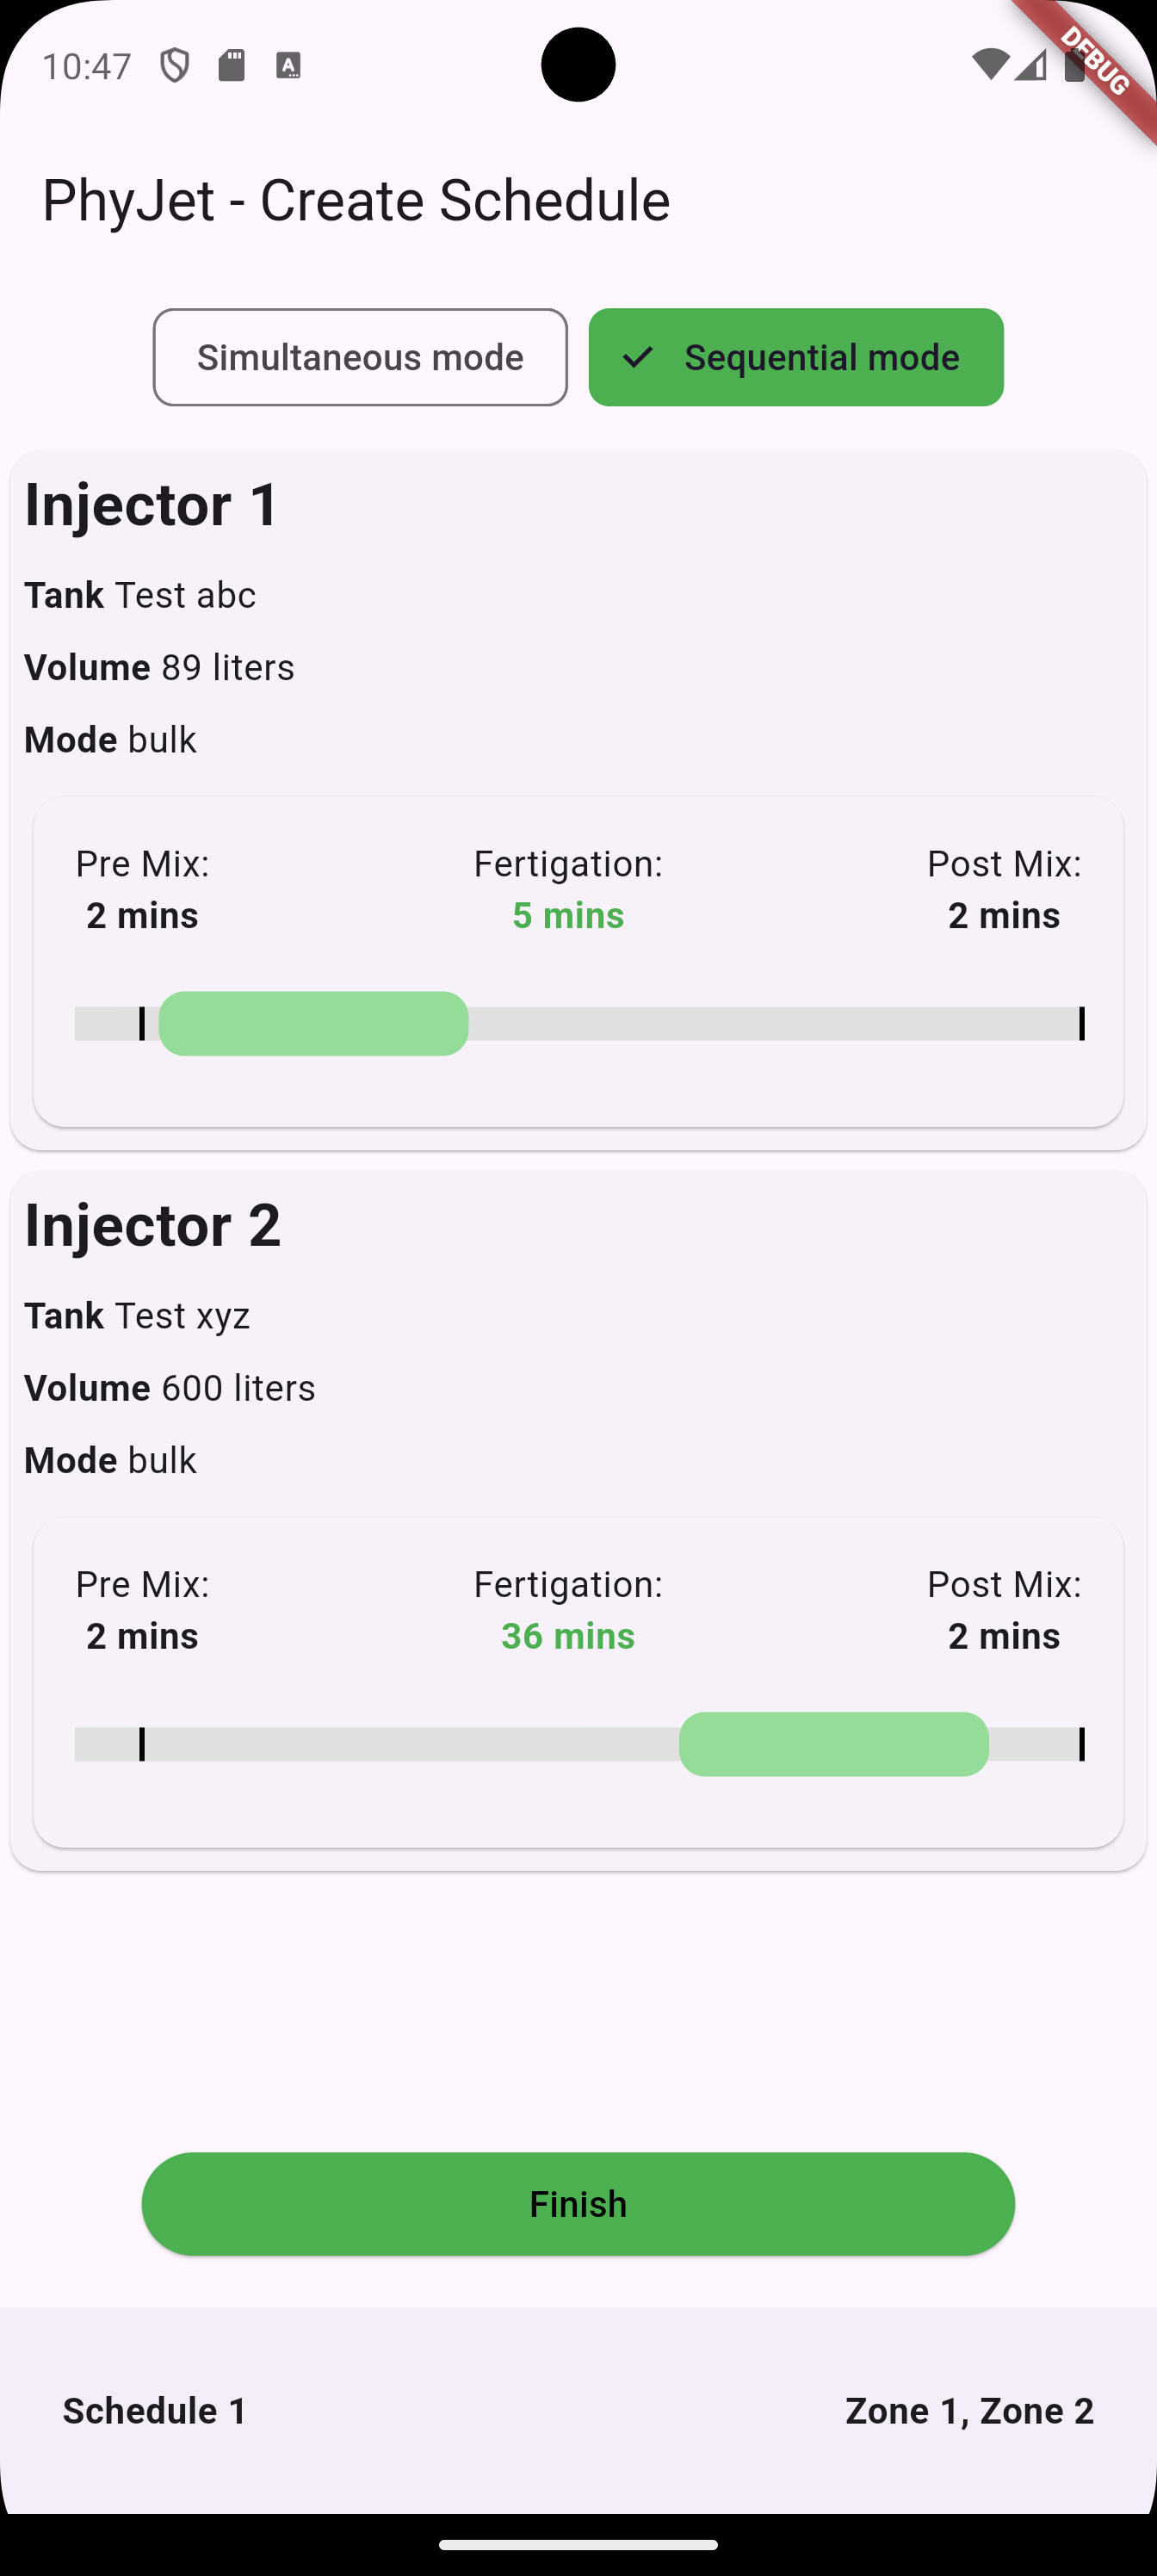 10:47
DEBUG
PhyJet - Create Schedule
Simultaneous mode
Sequential mode
Injector 1
Tank Test abc
Volume 89 liters
Mode bulk
Pre Mix: Fertigation: Post Mix:
2 mins 5 mins 2 mins
Injector 2
Tank Test xyz
Volume 600 liters
Mode bulk
Pre Mix: Fertigation: Post Mix:
2 mins 36 mins 2 mins
Finish
Schedule 1 Zone 1, Zone 2